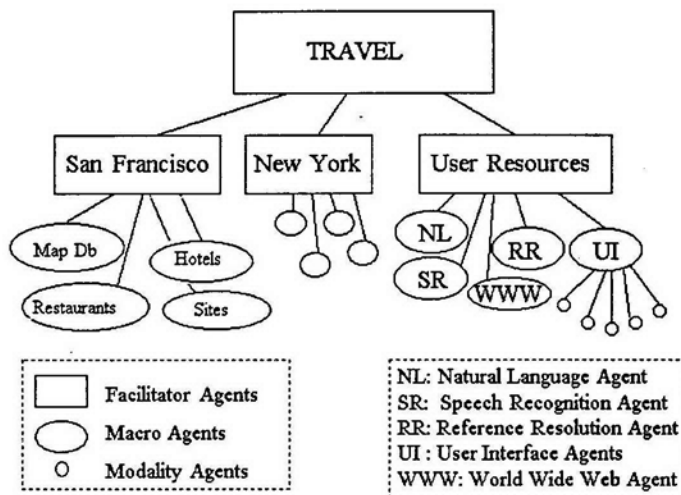 TRAVEL
San Francisco
New York
User Resources
Map Db
Hotels
Restaurants
Sites
NL
RR
UI
SR
WWW
Facilitator Agents
Macro Agents
Modality Agents
NL: Natural Language Agent
SR: Speech Recognition Agent
RR: Reference Resolution Agent
UI : User Interface Agents
WWW: World Wide Web Agent